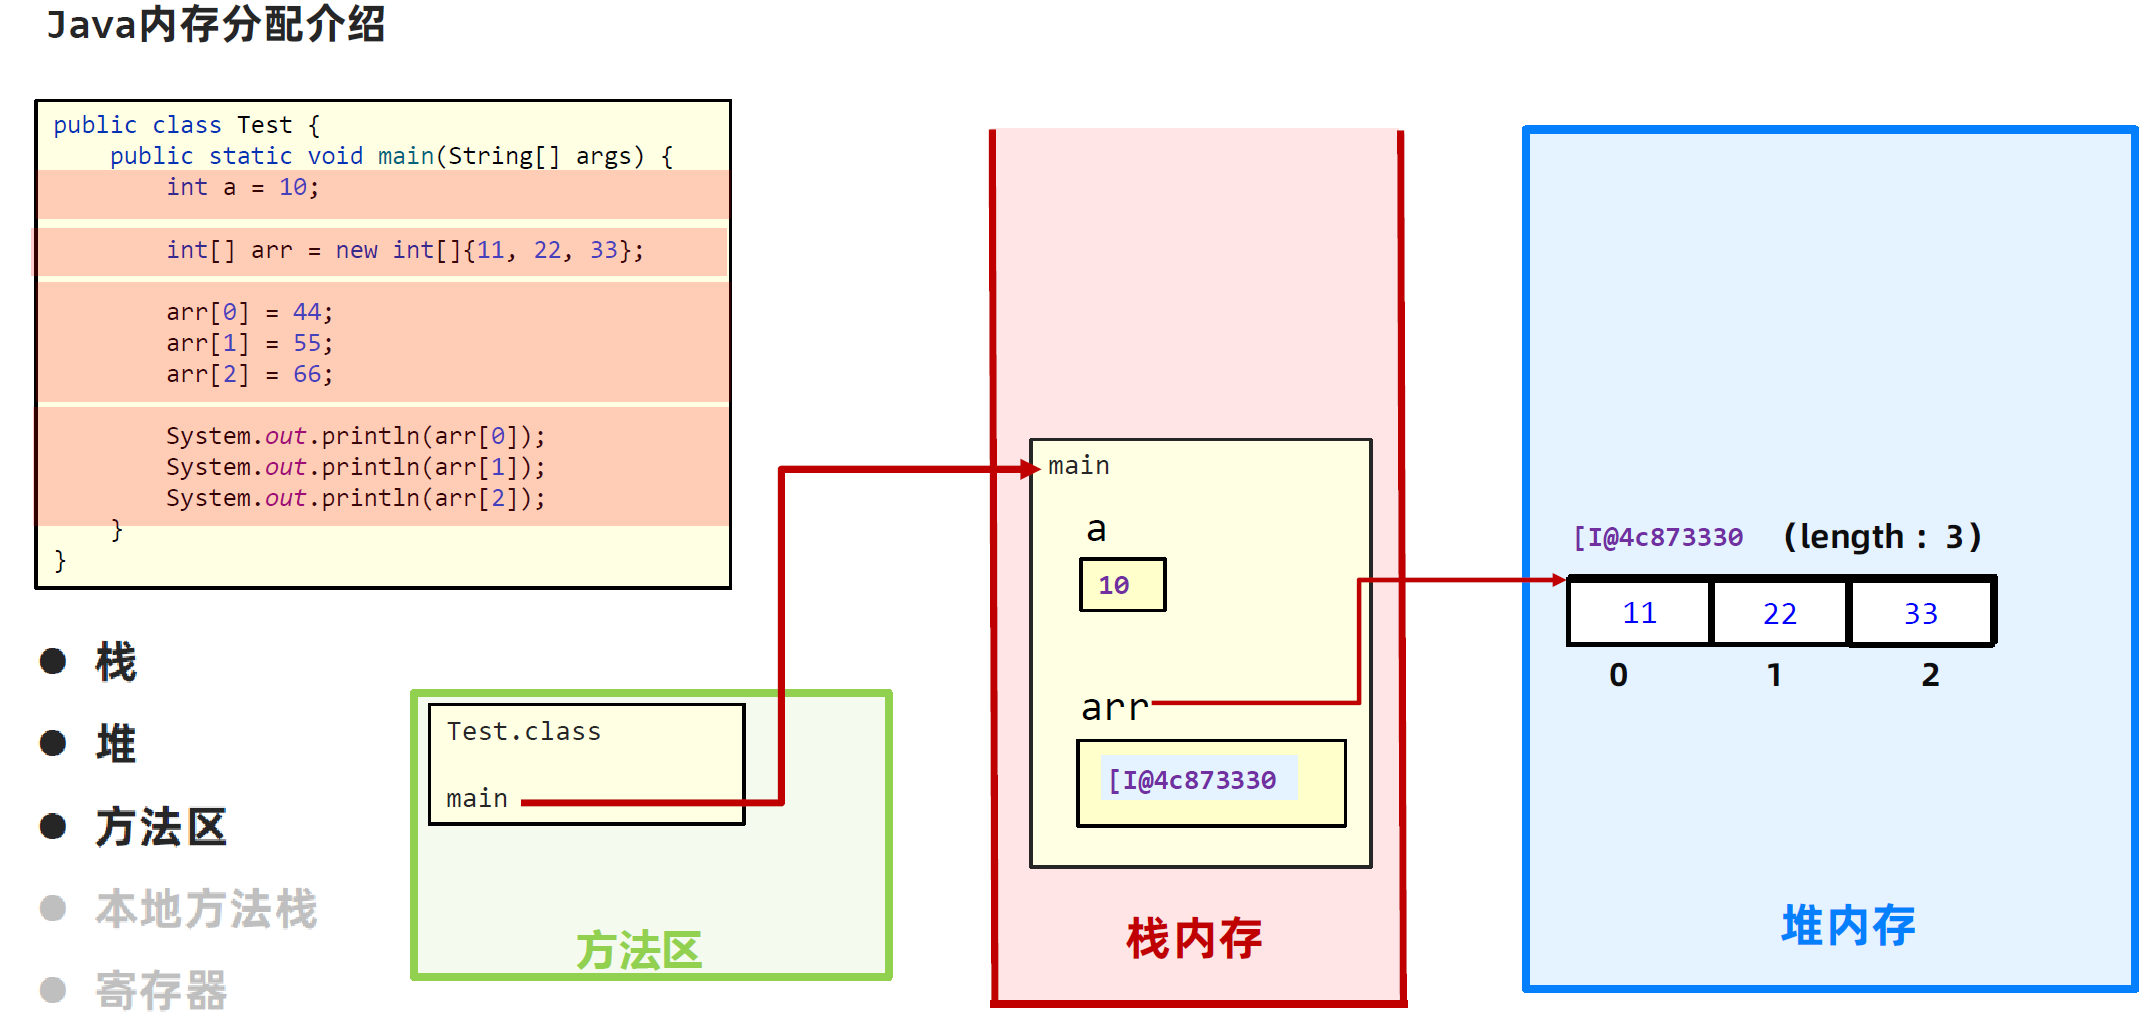 Java内存分配介绍
public class Test {
    public static void main(String[] args) {
        int a = 10;
        int[] arr = new int[]{11, 22, 33};
        arr[0] = 44;
        arr[1] = 55;
        arr[2] = 66;
        System.out.println(arr[0]);
        System.out.println(arr[1]);
        System.out.println(arr[2]);
    }
}
● 栈
● 堆
● 方法区
● 本地方法栈
● 寄存器
Test.class
main
方法区
main
a
10
arr
[I@4c873330
栈内存
[I@4c873330 (length：3)
11 22 33
0 1 2
堆内存